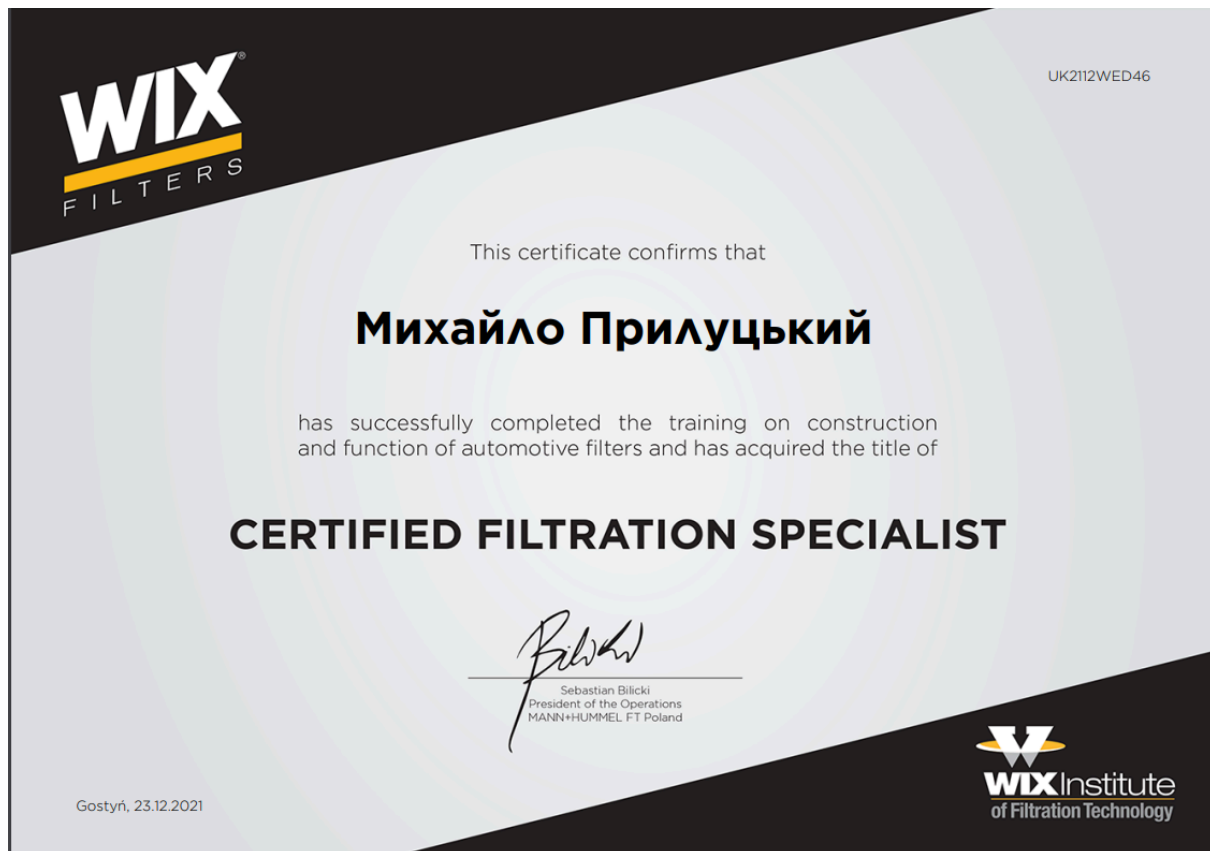 WIX®
FILTERS
UK2112WED46
This certificate confirms that
Михайло Прилуцький
has successfully completed the training on construction
and function of automotive filters and has acquired the title of
CERTIFIED FILTRATION SPECIALIST
Sebastian Bilicki
President of the Operations
MANN+HUMMEL FT Poland
Gostyń, 23.12.2021
WIXInstitute
of Filtration Technology